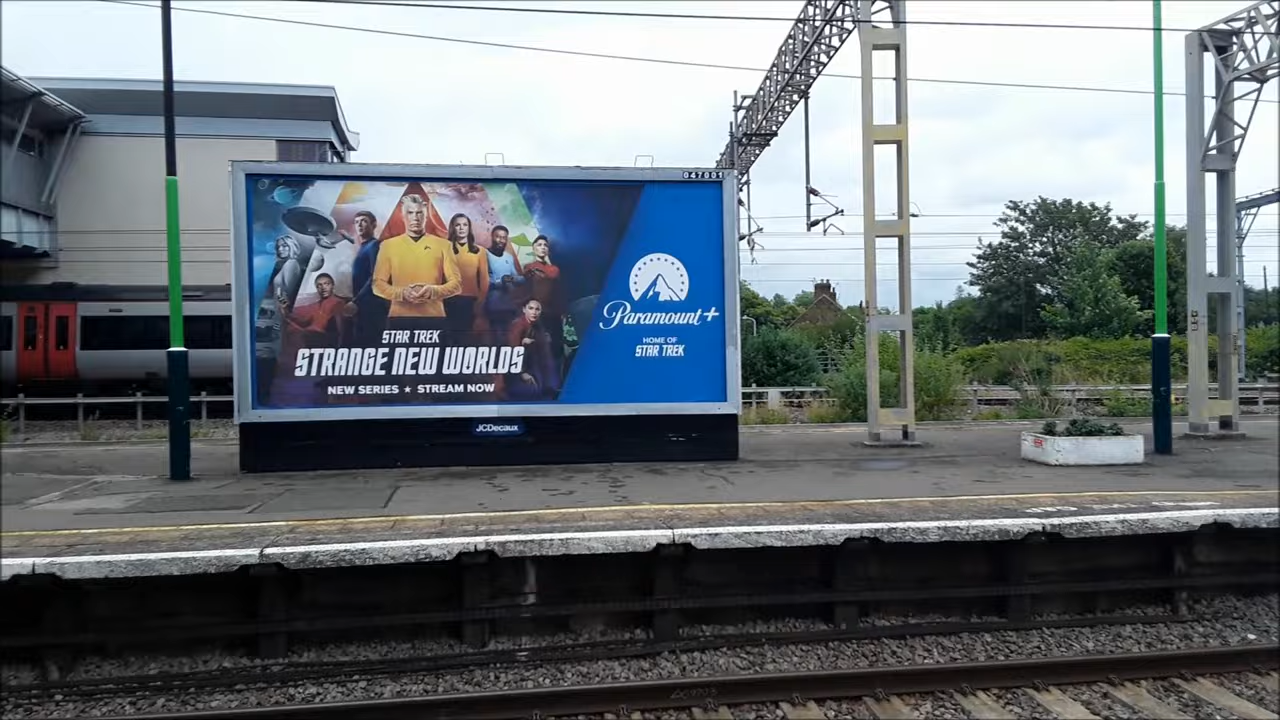 047001
STAR TREK
STRANGE NEW WORLDS
NEW SERIES ★ STREAM NOW
Paramount+
HOME OF
STAR TREK
JCDecaux